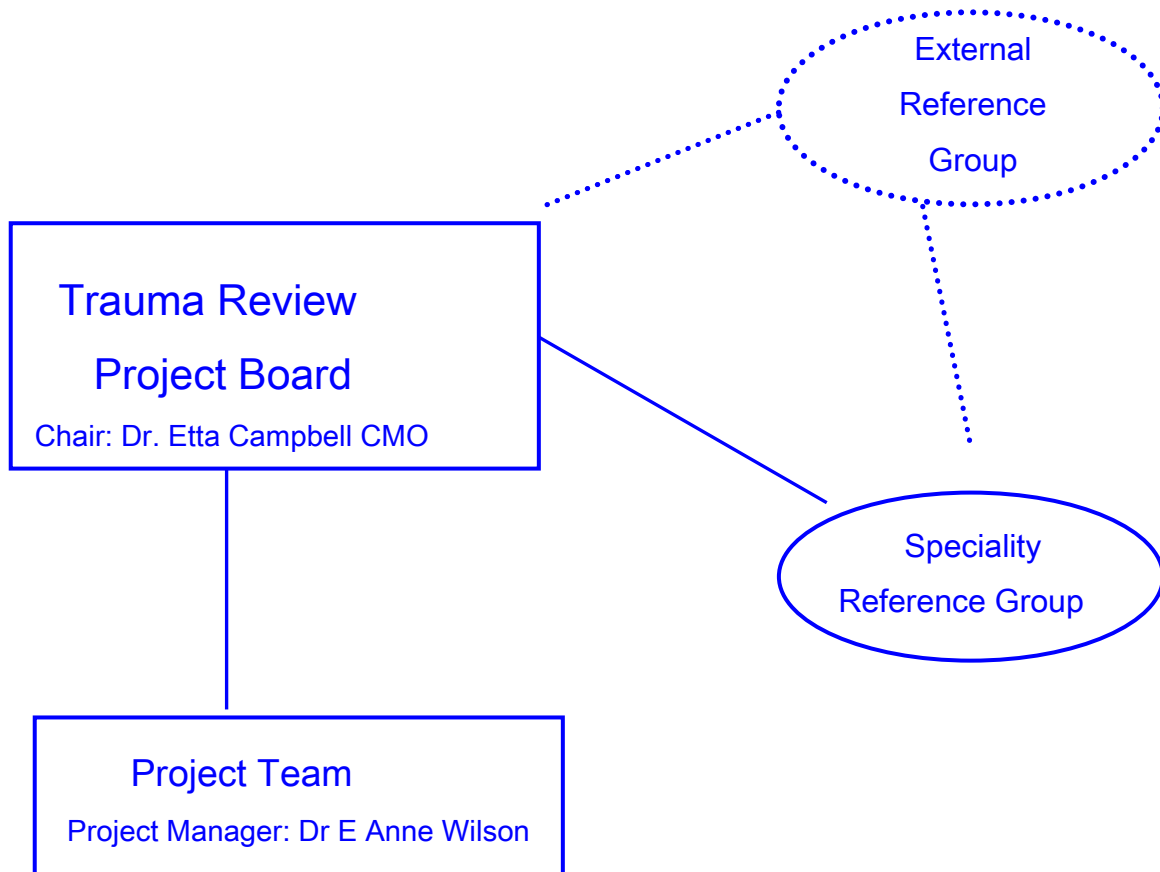 External
Reference
Group
Trauma Review
Project Board
Chair: Dr. Etta Campbell CMO
Speciality
Reference Group
Project Team
Project Manager: Dr E Anne Wilson